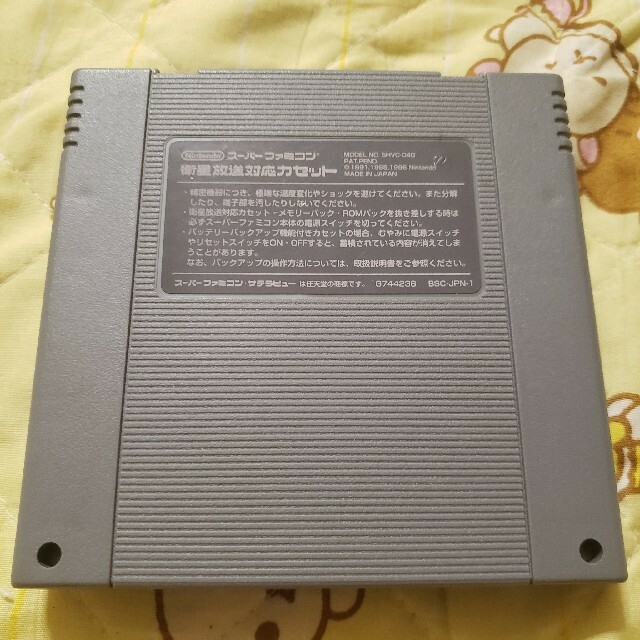 Nintendo スーパーファミコン
衛星放送対応カセット
MODEL NO. SHVC-040
PAT.PEND.
© 1991,1995,1996 Nintendo
MADE IN JAPAN
・精密機器につき、極端な温度変化やショックを避けてください。また分解
したり、端子部を汚したりしないでください。
・衛星放送対応カセット・メモリーパック・ROMパックを抜き差しする時は
必ずスーパーファミコン本体の電源スイッチを切ってください。
・バッテリーバックアップ機能付きカセットの場合、むやみに電源スイッチ
やリセットスイッチをON・OFFすると、蓄積されている内容が消えてしま
うことがあります。
なお、バックアップの操作方法については、取扱説明書をご参照ください。
スーパーファミコン サテラビュー は任天堂の商標です。 G744236 BSC-JPN-1